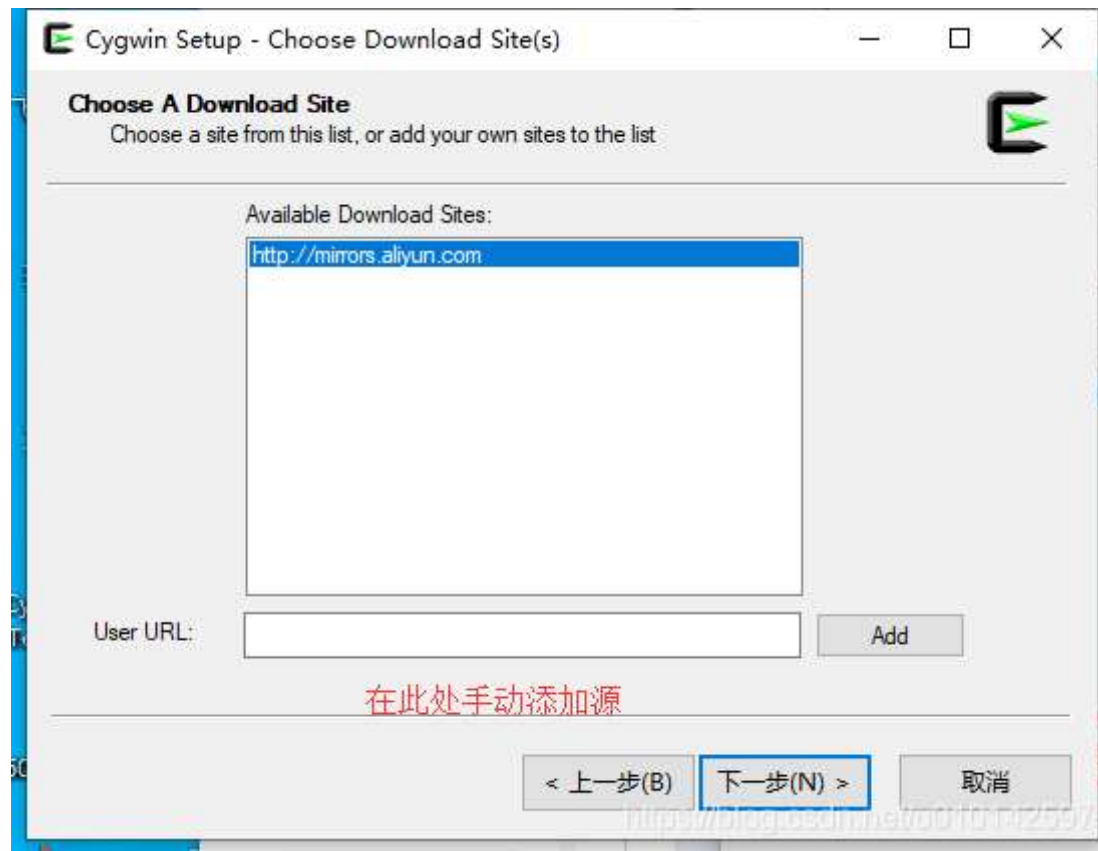 Cygwin Setup - Choose Download Site(s)
Choose A Download Site
Choose a site from this list, or add your own sites to the list
Available Download Sites:
http://mirrors.aliyun.com
User URL:
Add
在此处手动添加源
< 上一步(B)
下一步(N) >
取消